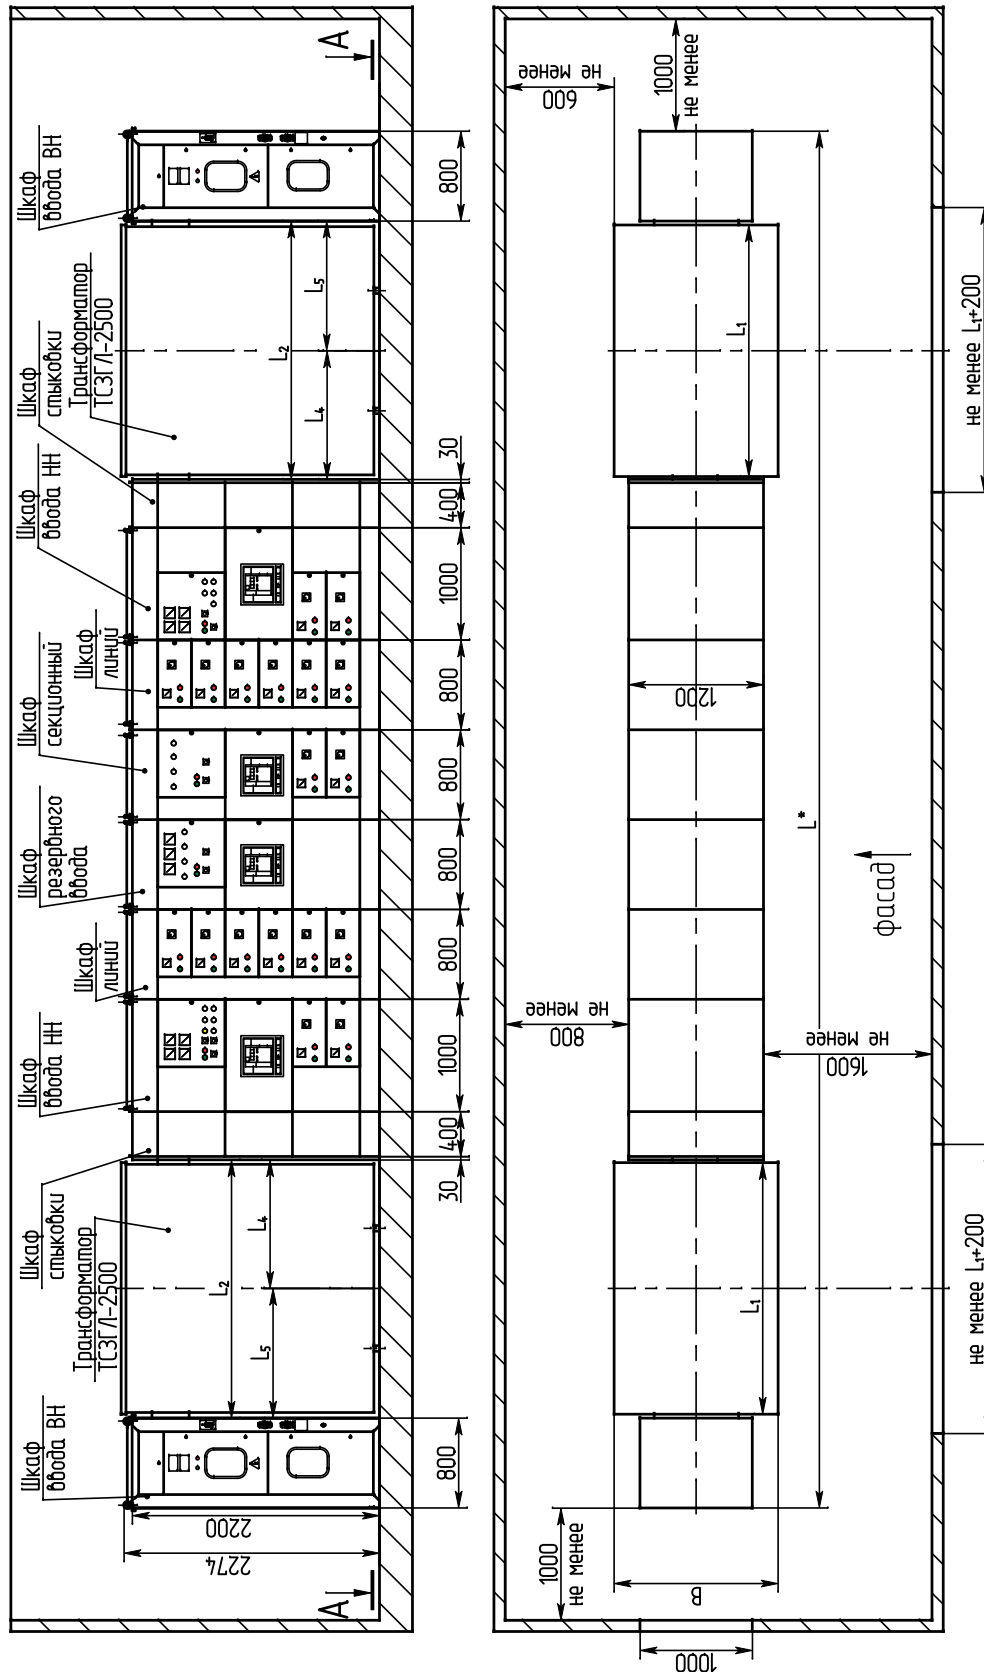 А
А
Шкаф
ввода ВН
Трансформатор
ТСЗГЛ-2500
Шкаф
стыковки
Шкаф
ввода НН
Шкаф
линий
Шкаф
резервного
ввода
Шкаф
секционный
Шкаф
линий
Шкаф
ввода НН
Шкаф
стыковки
Трансформатор
ТСЗГЛ-2500
Шкаф
ввода ВН
2274
2200
L2
L5
L4
L2
L4
L5
800
30
400
1000
800
800
800
800
1000
400
30
800
1000
не менее
800
не менее
600
не менее
1000
не менее
1000
В
L1
1200
L1
L*
1600
не менее
фасад
не менее L1+200
не менее L1+200